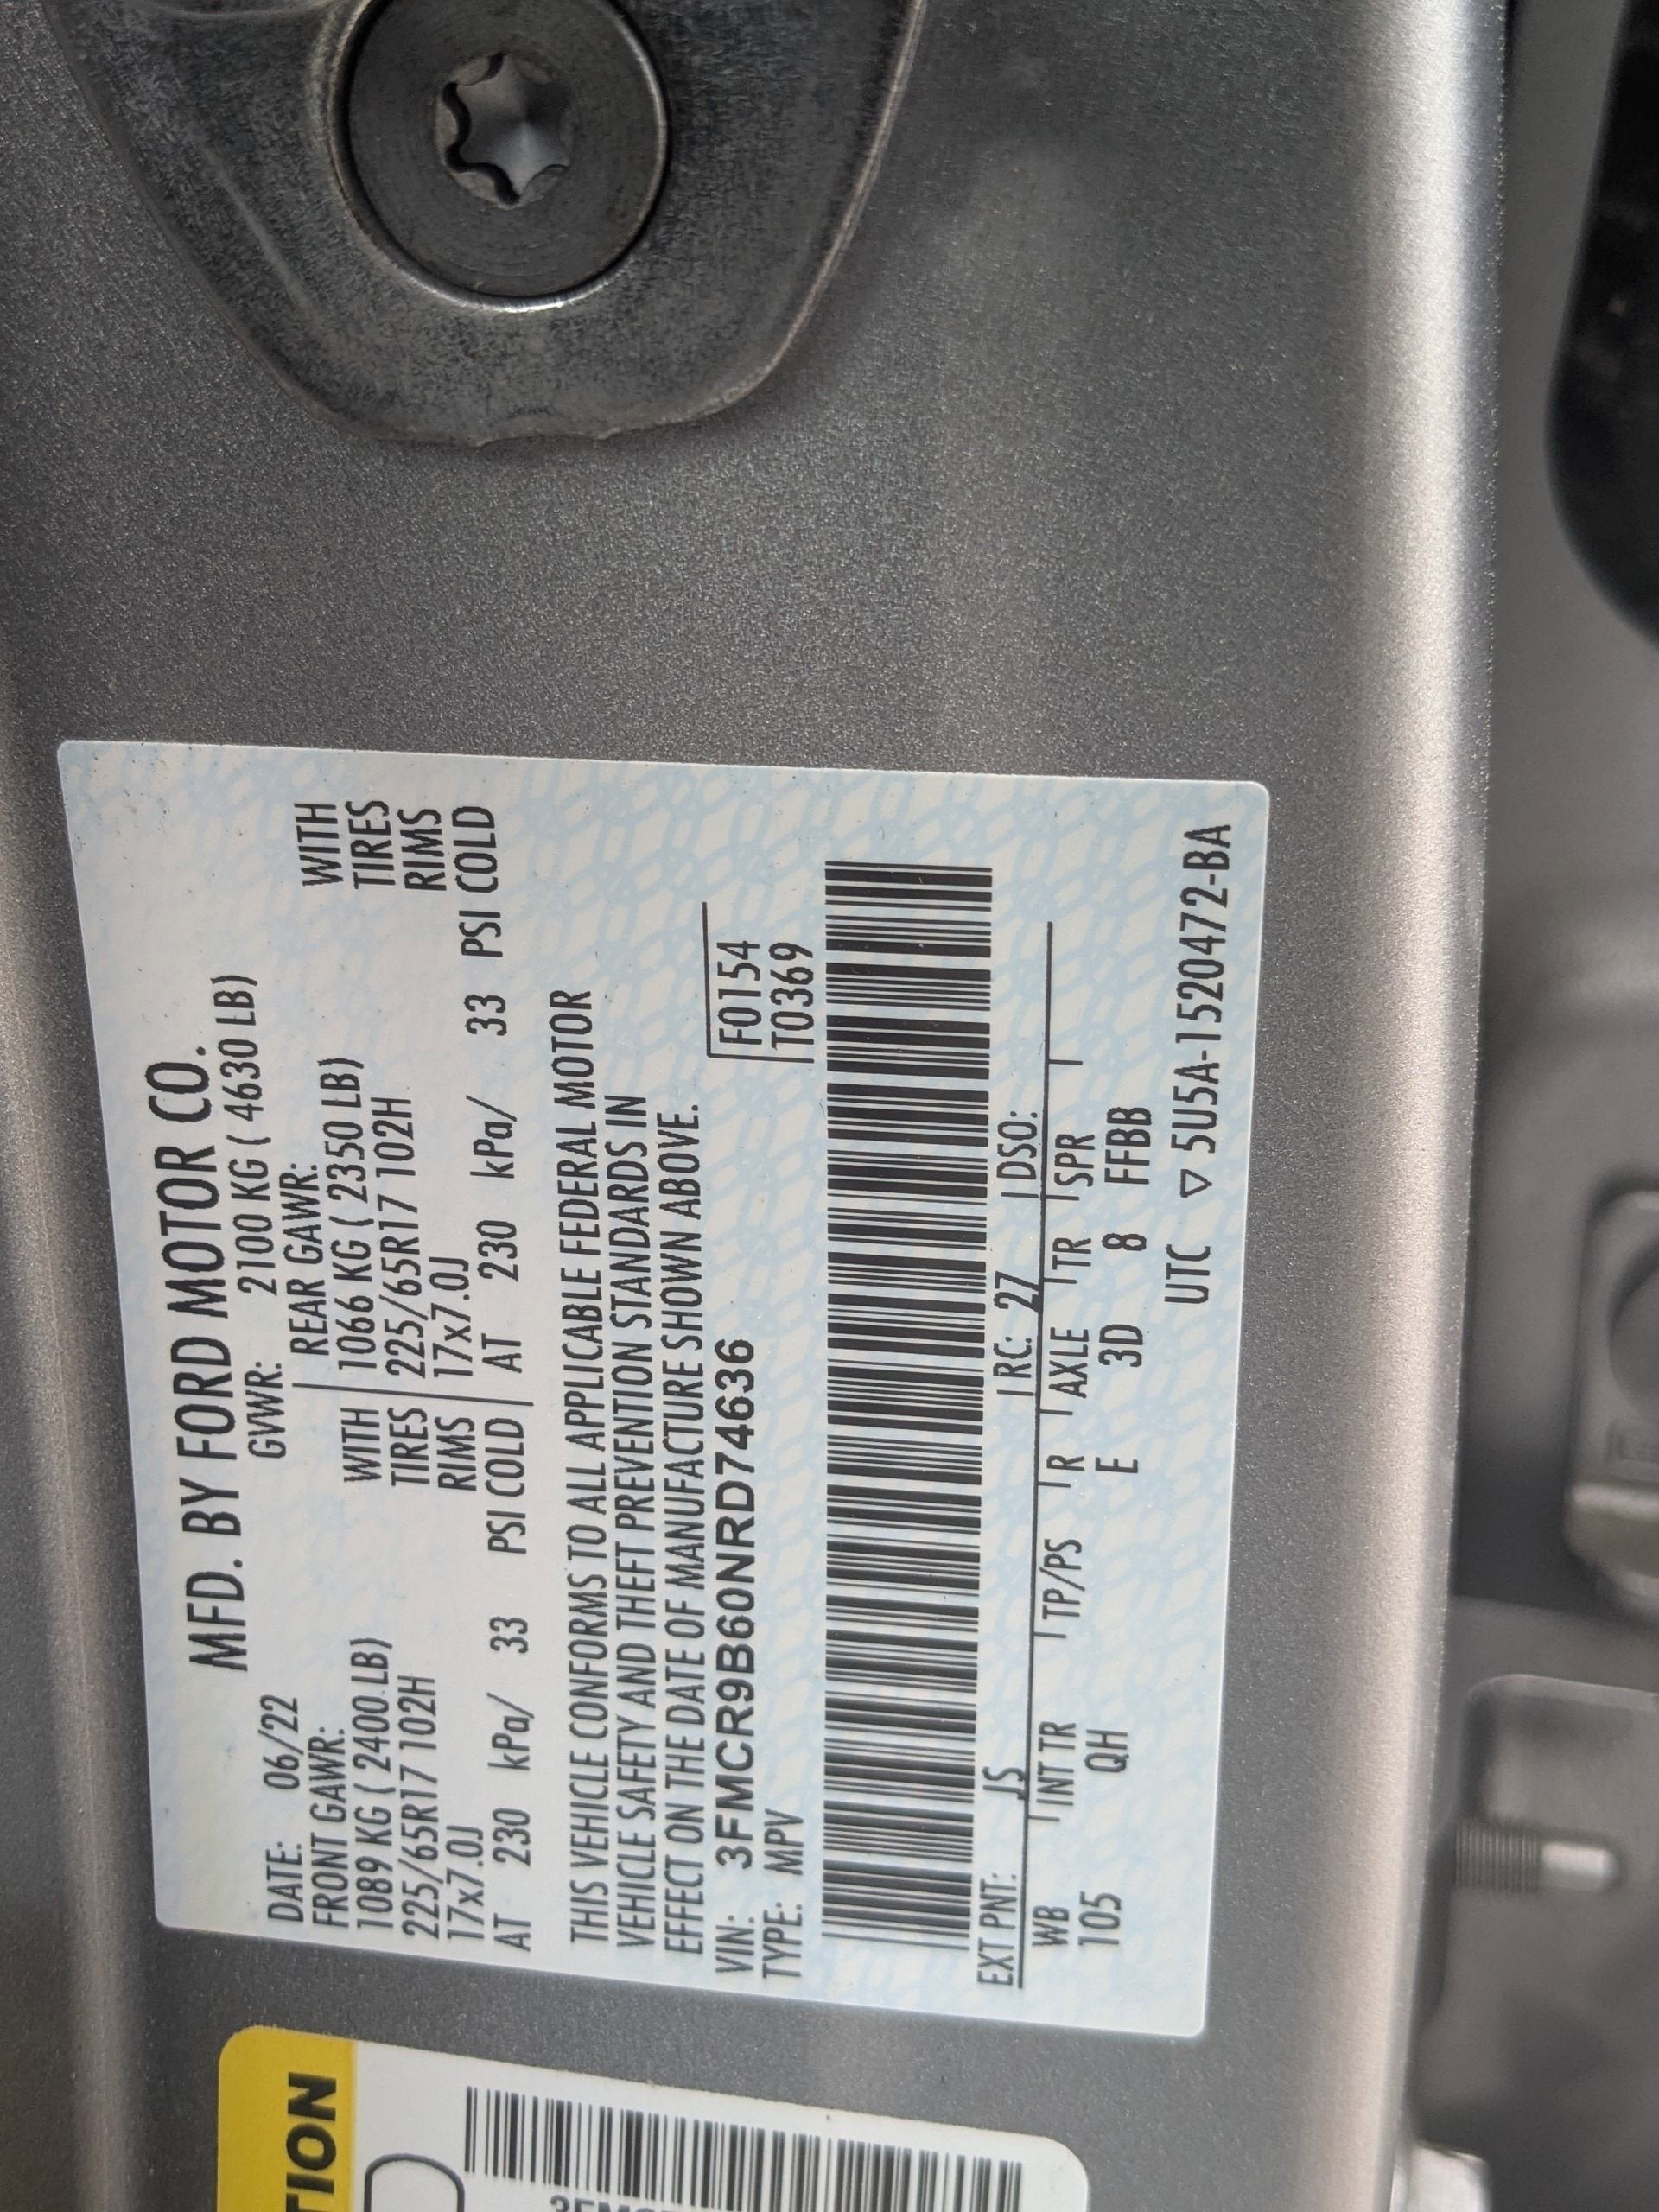 MFD. BY FORD MOTOR CO.
DATE: 06/22 GVWR: 2100 KG ( 4630 LB)
FRONT GAWR: REAR GAWR:
1089 KG ( 2400 LB) WITH 1066 KG ( 2350 LB) WITH
225/65R17 102H TIRES 225/65R17 102H TIRES
17x7.0J RIMS 17x7.0J RIMS
AT 230 kPa/ 33 PSI COLD AT 230 kPa/ 33 PSI COLD
THIS VEHICLE CONFORMS TO ALL APPLICABLE FEDERAL MOTOR
VEHICLE SAFETY AND THEFT PREVENTION STANDARDS IN
EFFECT ON THE DATE OF MANUFACTURE SHOWN ABOVE.
VIN: 3FMCR9B60NRD74636 F0154
TYPE: MPV T0369
EXT PNT: JS RC: 27 DSO:
WB INT TR TP/PS R AXLE TR SPR
105 QH E 3D 8 FFBB
UTC ▽ 5U5A-1520472-BA
TION